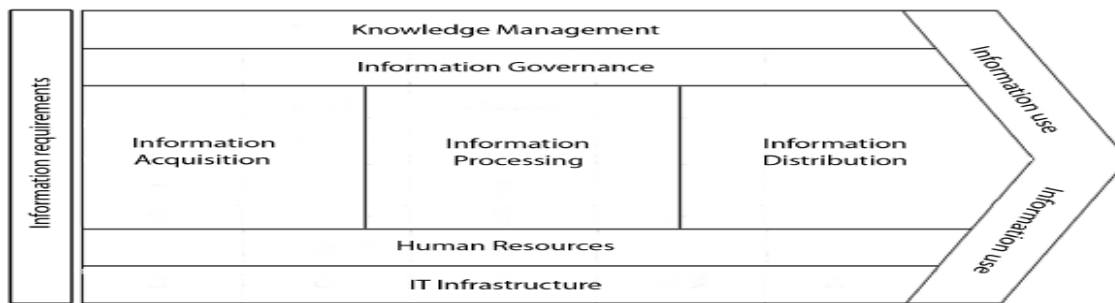 Information requirements
Knowledge Management
Information Governance
Information
Acquisition
Information
Processing
Information
Distribution
Human Resources
IT Infrastructure
Information use
Information use